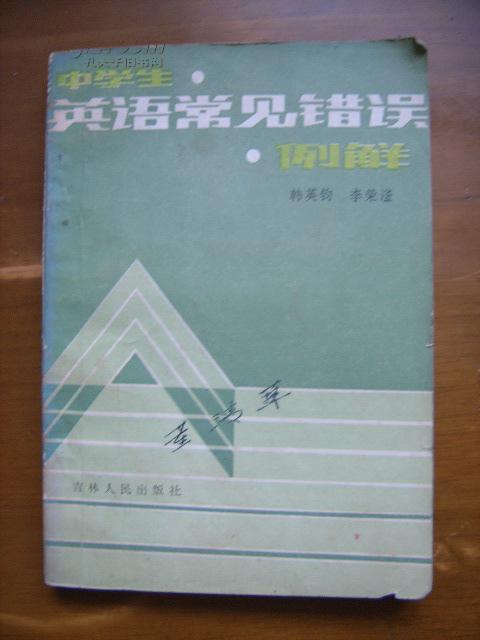 孔夫子旧书网
中学生·
英语常见错误
·例解
韩英钧 李荣滋
吉林人民出版社